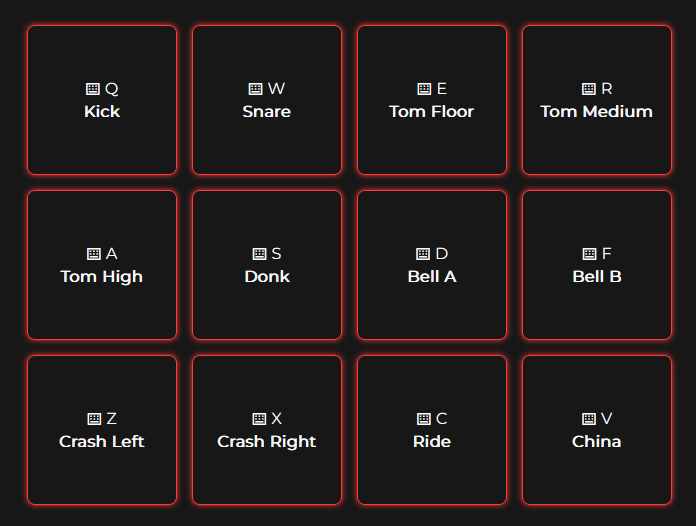 Q
Kick
W
Snare
E
Tom Floor
R
Tom Medium
A
Tom High
S
Donk
D
Bell A
F
Bell B
Z
Crash Left
X
Crash Right
C
Ride
V
China